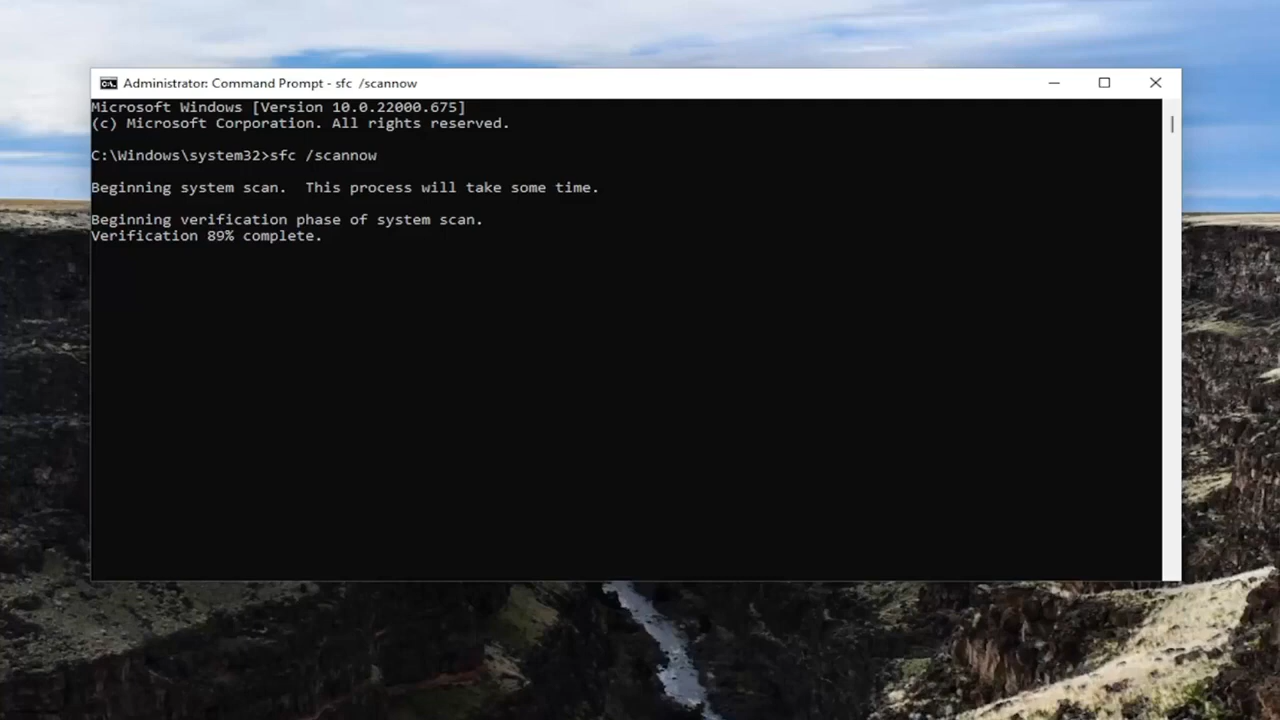 Administrator: Command Prompt - sfc  /scannow
Microsoft Windows [Version 10.0.22000.675]
(c) Microsoft Corporation. All rights reserved.
C:\Windows\system32>sfc /scannow
Beginning system scan.  This process will take some time.
Beginning verification phase of system scan.
Verification 89% complete.